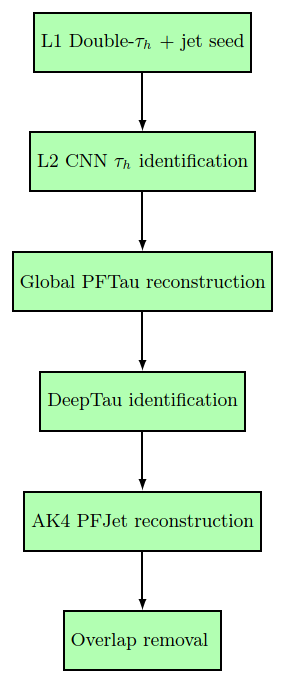 L1 Double-τₕ + jet seed
L2 CNN τₕ identification
Global PFTau reconstruction
DeepTau identification
AK4 PFJet reconstruction
Overlap removal